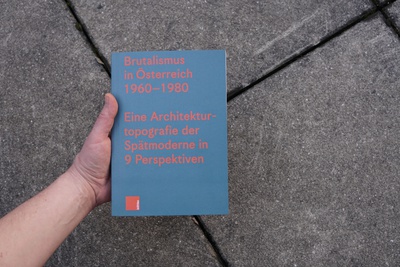 Brutalismus
in Österreich
1960–1980
Eine Architektur-
topografie der
Spätmoderne in
9 Perspektiven